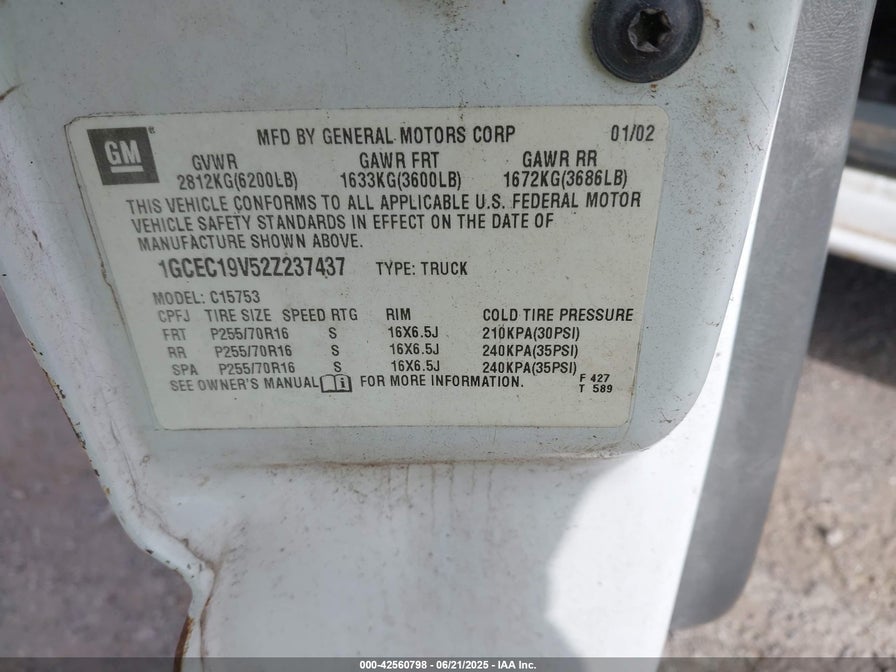 GM ® MFD BY GENERAL MOTORS CORP 01/02
GVWR GAWR FRT GAWR RR
2812KG(6200LB) 1633KG(3600LB) 1672KG(3686LB)
THIS VEHICLE CONFORMS TO ALL APPLICABLE U.S. FEDERAL MOTOR
VEHICLE SAFETY STANDARDS IN EFFECT ON THE DATE OF
MANUFACTURE SHOWN ABOVE.
1GCEC19V52Z237437 TYPE: TRUCK
MODEL: C15753
CPFJ TIRE SIZE SPEED RTG RIM COLD TIRE PRESSURE
FRT P255/70R16 S 16X6.5J 210KPA(30PSI)
RR P255/70R16 S 16X6.5J 240KPA(35PSI)
SPA P255/70R16 S 16X6.5J 240KPA(35PSI)
SEE OWNER'S MANUAL FOR MORE INFORMATION. F 427
T 589
000-42560798 - 06/21/2025 - IAA Inc.